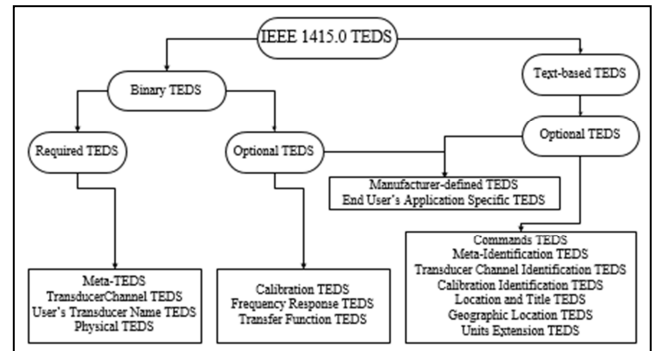 IEEE 1415.0 TEDS
Text-based TEDS
Binary TEDS
Required TEDS
Optional TEDS
Optional TEDS
Manufacturer-defined TEDS
End User's Application Specific TEDS
Meta-TEDS
TransducerChannel TEDS
User's Transducer Name TEDS
Physical TEDS
Calibration TEDS
Frequency Response TEDS
Transfer Function TEDS
Commands TEDS
Meta-Identification TEDS
Transducer Channel Identification TEDS
Calibration Identification TEDS
Location and Title TEDS
Geographic Location TEDS
Units Extension TEDS